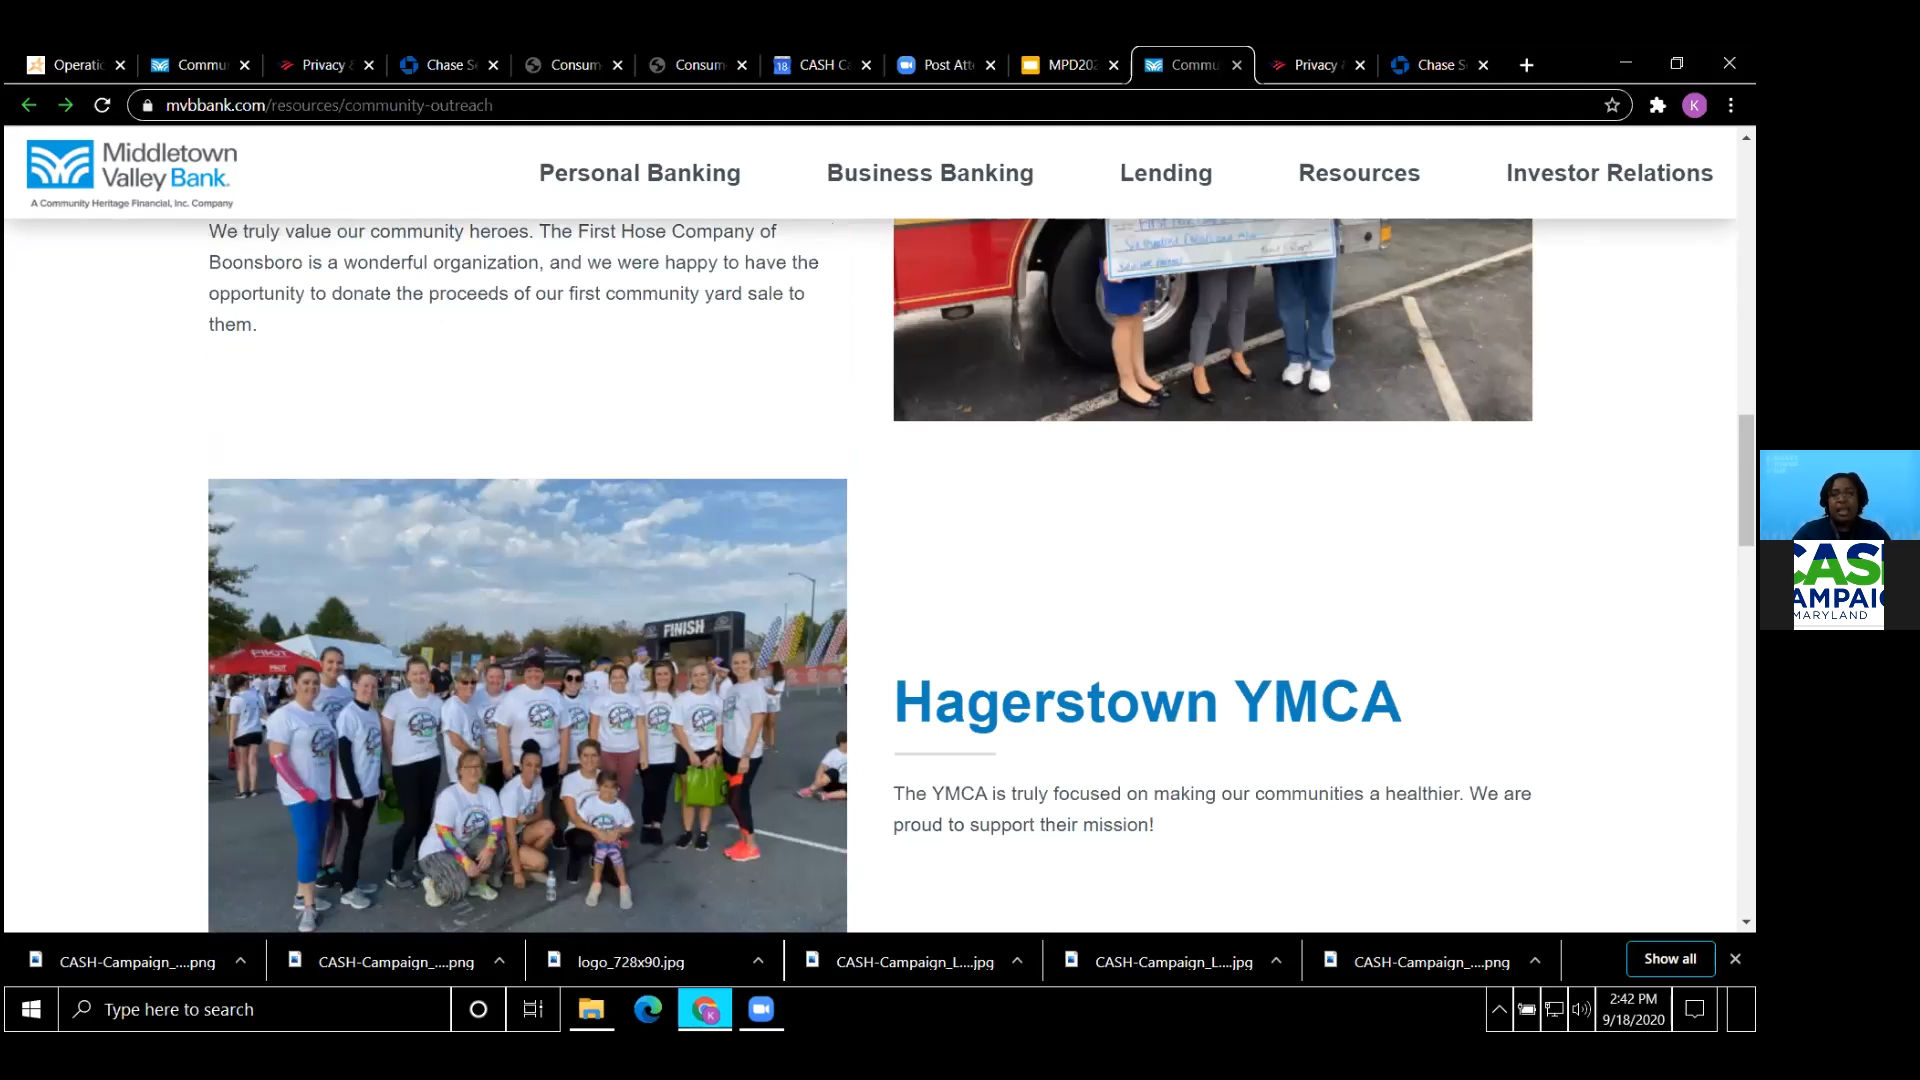 Operati
Commu
Privacy &
Chase S
Consum
Consum
CASH C
Post Att
MPD202
Commu
Privacy
Chase S
mvbbank.com/resources/community-outreach
K
Middletown
Valley Bank.
A Community Heritage Financial, Inc. Company
Personal Banking
Business Banking
Lending
Resources
Investor Relations
We truly value our community heroes. The First Hose Company of
Boonsboro is a wonderful organization, and we were happy to have the
opportunity to donate the proceeds of our first community yard sale to
them.
FINISH
PILOT
Hagerstown YMCA
The YMCA is truly focused on making our communities a healthier. We are
proud to support their mission!
CAS
AMPAI
MARYLAND
CASH-Campaign_....png
CASH-Campaign_....png
logo_728x90.jpg
CASH-Campaign_L....jpg
CASH-Campaign_L....jpg
CASH-Campaign_....png
Show all
Type here to search
2:42 PM
9/18/2020